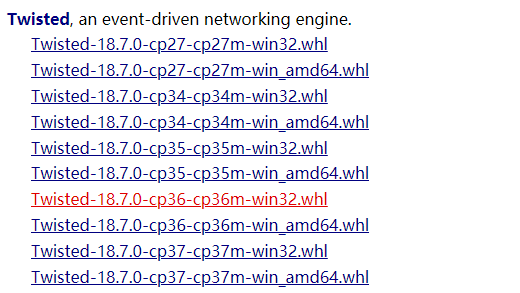 Twisted, an event-driven networking engine.
Twisted-18.7.0-cp27-cp27m-win32.whl
Twisted-18.7.0-cp27-cp27m-win_amd64.whl
Twisted-18.7.0-cp34-cp34m-win32.whl
Twisted-18.7.0-cp34-cp34m-win_amd64.whl
Twisted-18.7.0-cp35-cp35m-win32.whl
Twisted-18.7.0-cp35-cp35m-win_amd64.whl
Twisted-18.7.0-cp36-cp36m-win32.whl
Twisted-18.7.0-cp36-cp36m-win_amd64.whl
Twisted-18.7.0-cp37-cp37m-win32.whl
Twisted-18.7.0-cp37-cp37m-win_amd64.whl